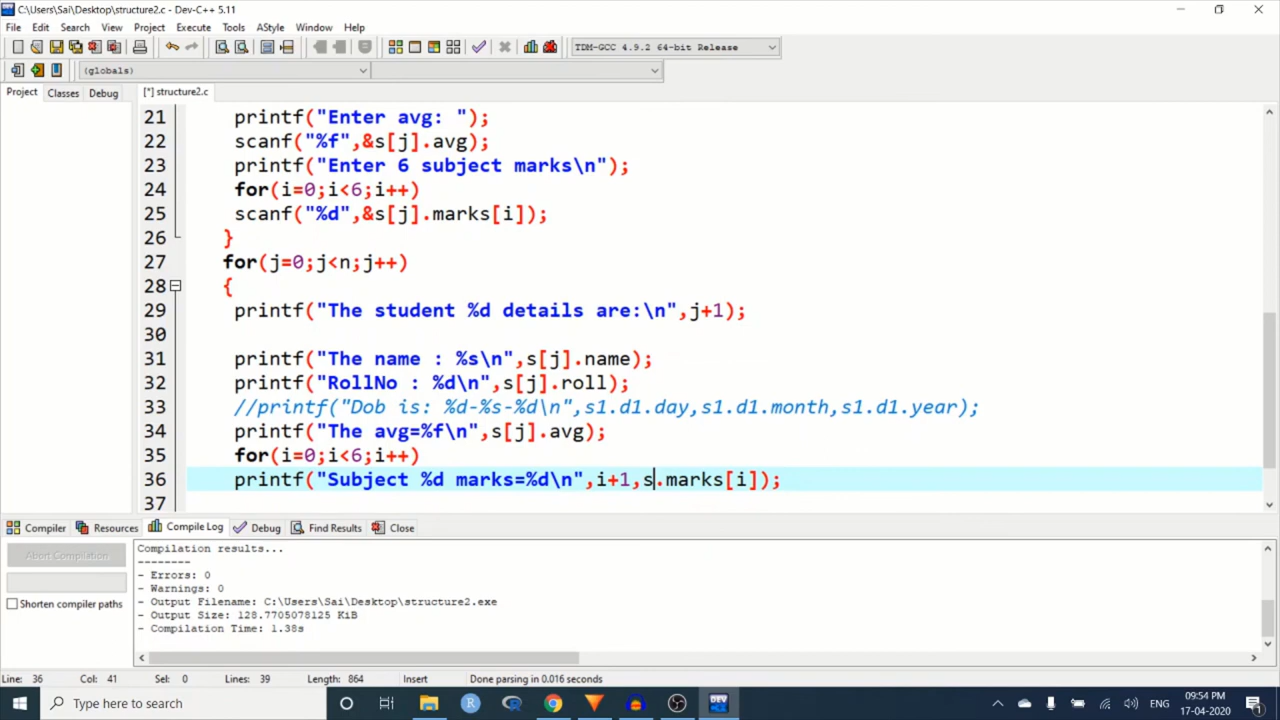 C:\Users\Sai\Desktop\structure2.c - Dev-C++ 5.11
File Edit Search View Project Execute Tools AStyle Window Help
TDM-GCC 4.9.2 64-bit Release
(globals)
Project Classes Debug [*] structure2.c
21 printf("Enter avg: ");
22 scanf("%f",&s[j].avg);
23 printf("Enter 6 subject marks\n");
24 for(i=0;i<6;i++)
25 scanf("%d",&s[j].marks[i]);
26 }
27 for(j=0;j<n;j++)
28 {
29 printf("The student %d details are:\n",j+1);
30
31 printf("The name : %s\n",s[j].name);
32 printf("RollNo : %d\n",s[j].roll);
33 //printf("Dob is: %d-%s-%d\n",s1.d1.day,s1.d1.month,s1.d1.year);
34 printf("The avg=%f\n",s[j].avg);
35 for(i=0;i<6;i++)
36 printf("Subject %d marks=%d\n",i+1,s.marks[i]);
37
Compiler Resources Compile Log Debug Find Results Close
Abort Compilation
Shorten compiler paths
Compilation results...
--------
- Errors: 0
- Warnings: 0
- Output Filename: C:\Users\Sai\Desktop\structure2.exe
- Output Size: 128.7705078125 KiB
- Compilation Time: 1.38s
Line: 36 Col: 41 Sel: 0 Lines: 39 Length: 864 Insert Done parsing in 0.016 seconds
Type here to search
R
DEV
ENG
09:54 PM
17-04-2020
1